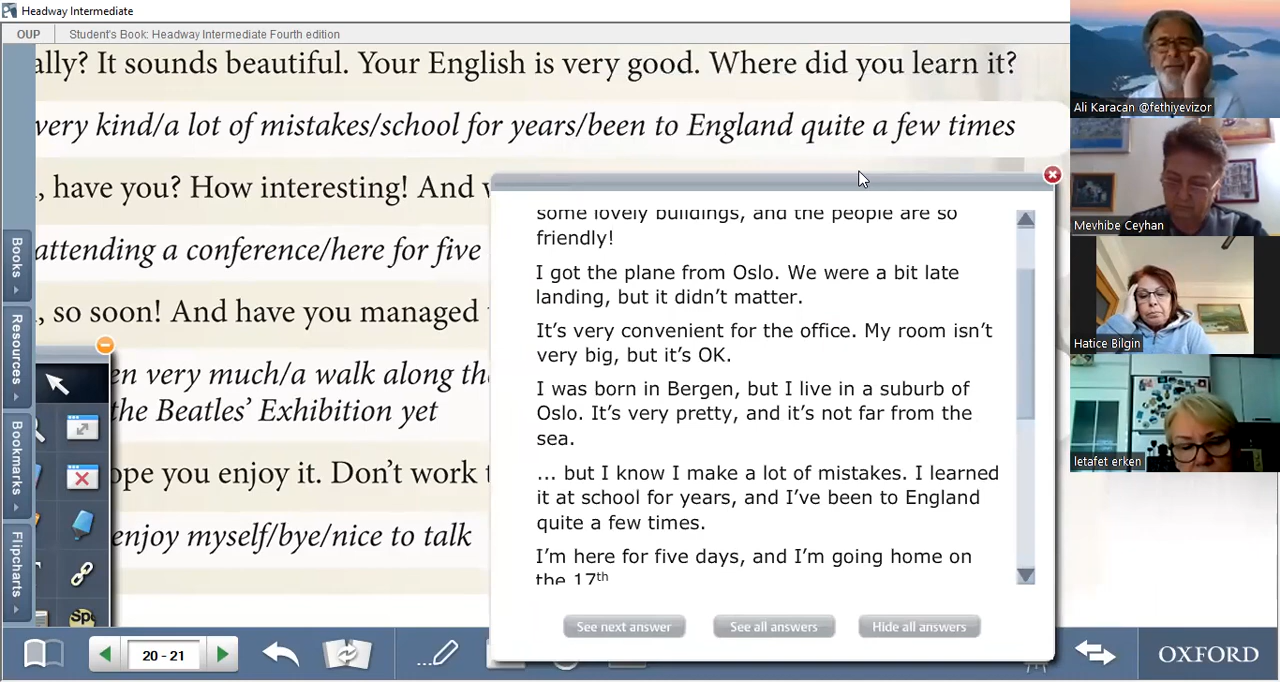 Headway Intermediate
OUP Student's Book: Headway Intermediate Fourth edition
ally? It sounds beautiful. Your English is very good. Where did you learn it?
very kind/a lot of mistakes/school for years/been to England quite a few times
, have you? How interesting! And
attending a conference/here for five
, so soon! And have you managed
en very much/a walk along the
the Beatles' Exhibition yet
ope you enjoy it. Don't work
enjoy myself/bye/nice to talk
some lovely buildings, and the people are so
friendly!
I got the plane from Oslo. We were a bit late
landing, but it didn't matter.
It's very convenient for the office. My room isn't
very big, but it's OK.
I was born in Bergen, but I live in a suburb of
Oslo. It's very pretty, and it's not far from the
sea.
... but I know I make a lot of mistakes. I learned
it at school for years, and I've been to England
quite a few times.
I'm here for five days, and I'm going home on
the 17th
See next answer See all answers Hide all answers
Books
Resources
Bookmarks
Flipcharts
Sp
20 - 21
OXFORD
Ali Karacan @fethiyevizor
Mevhibe Ceyhan
Hatice Bilgin
letafet erken